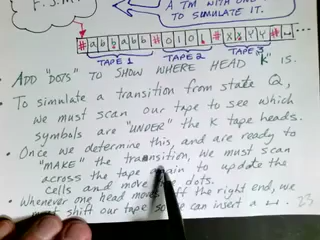 F.S.M.
A TM WITH ONE
TO SIMULATE IT.
# a b b a b b # 0 1 0 1 # X Y Y X # ⊔ ...
TAPE 1 TAPE 2 TAPE 3
• ADD "DOTS" TO SHOW WHERE HEAD "K" IS.
• To simulate a transition from state Q,
we must scan our tape to see which
symbols are "UNDER" the K tape heads.
• Once we determine this, and are ready to
"MAKE" the transition, we must scan
across the tape again to update the
cells and move dots.
• Whenever one head moves off the right end, we
must shift our tape so can insert a ⊔. 23